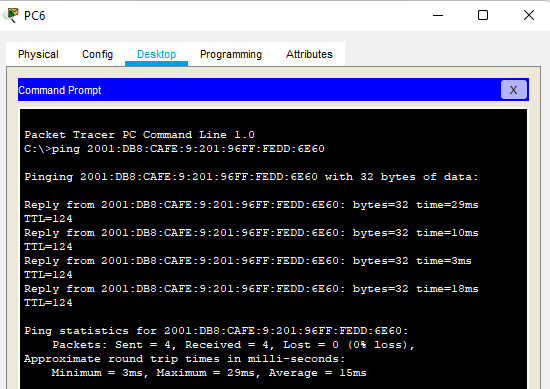 PC6
Physical Config Desktop Programming Attributes
Command Prompt X
Packet Tracer PC Command Line 1.0
C:\>ping 2001:DB8:CAFE:9:201:96FF:FEDD:6E60
Pinging 2001:DB8:CAFE:9:201:96FF:FEDD:6E60 with 32 bytes of data:
Reply from 2001:DB8:CAFE:9:201:96FF:FEDD:6E60: bytes=32 time=29ms
TTL=124
Reply from 2001:DB8:CAFE:9:201:96FF:FEDD:6E60: bytes=32 time=10ms
TTL=124
Reply from 2001:DB8:CAFE:9:201:96FF:FEDD:6E60: bytes=32 time=3ms
TTL=124
Reply from 2001:DB8:CAFE:9:201:96FF:FEDD:6E60: bytes=32 time=18ms
TTL=124
Ping statistics for 2001:DB8:CAFE:9:201:96FF:FEDD:6E60:
Packets: Sent = 4, Received = 4, Lost = 0 (0% loss),
Approximate round trip times in milli-seconds:
Minimum = 3ms, Maximum = 29ms, Average = 15ms